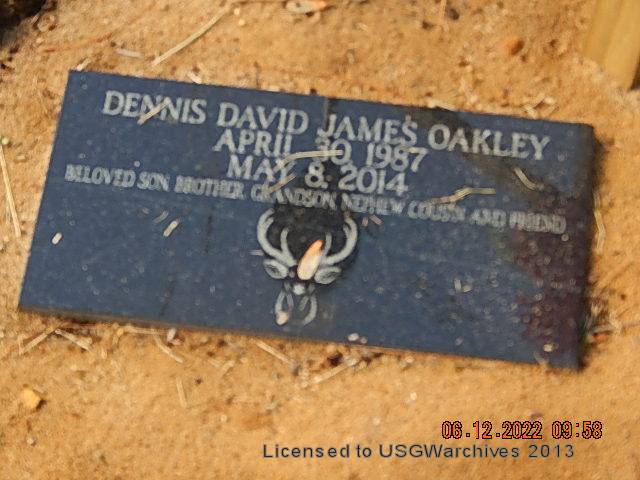 DENNIS DAVID JAMES OAKLEY
APRIL 30 1987
MAY 8, 2014
BELOVED SON, BROTHER, GRANDSON, NEPHEW, COUSIN AND FRIEND
06.12.2022 09:58
Licensed to USGWarchives 2013